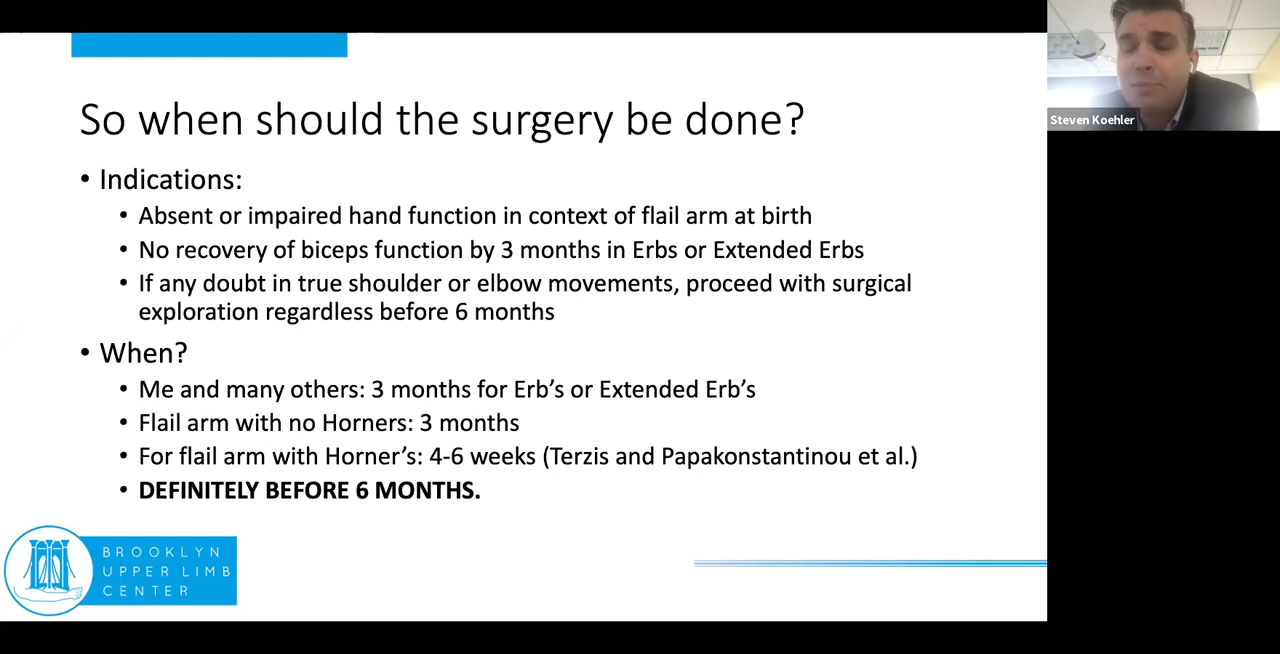 So when should the surgery be done?
• Indications:
• Absent or impaired hand function in context of flail arm at birth
• No recovery of biceps function by 3 months in Erbs or Extended Erbs
• If any doubt in true shoulder or elbow movements, proceed with surgical
exploration regardless before 6 months
• When?
• Me and many others: 3 months for Erb’s or Extended Erb’s
• Flail arm with no Horners: 3 months
• For flail arm with Horner’s: 4-6 weeks (Terzis and Papakonstantinou et al.)
• DEFINITELY BEFORE 6 MONTHS.
BROOKLYN
UPPER LIMB
CENTER
Steven Koehler